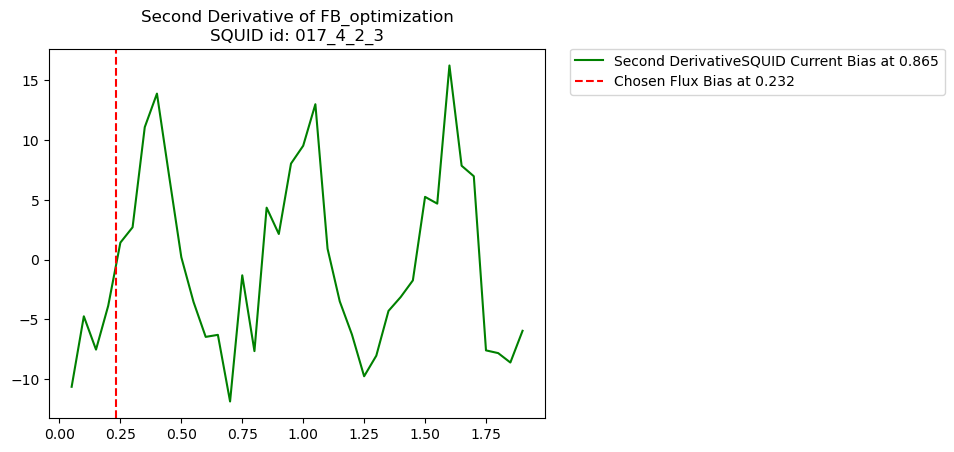 Second Derivative of FB_optimization
SQUID id: 017_4_2_3
Second DerivativeSQUID Current Bias at 0.865
Chosen Flux Bias at 0.232
15
10
5
0
−5
−10
0.00 0.25 0.50 0.75 1.00 1.25 1.50 1.75